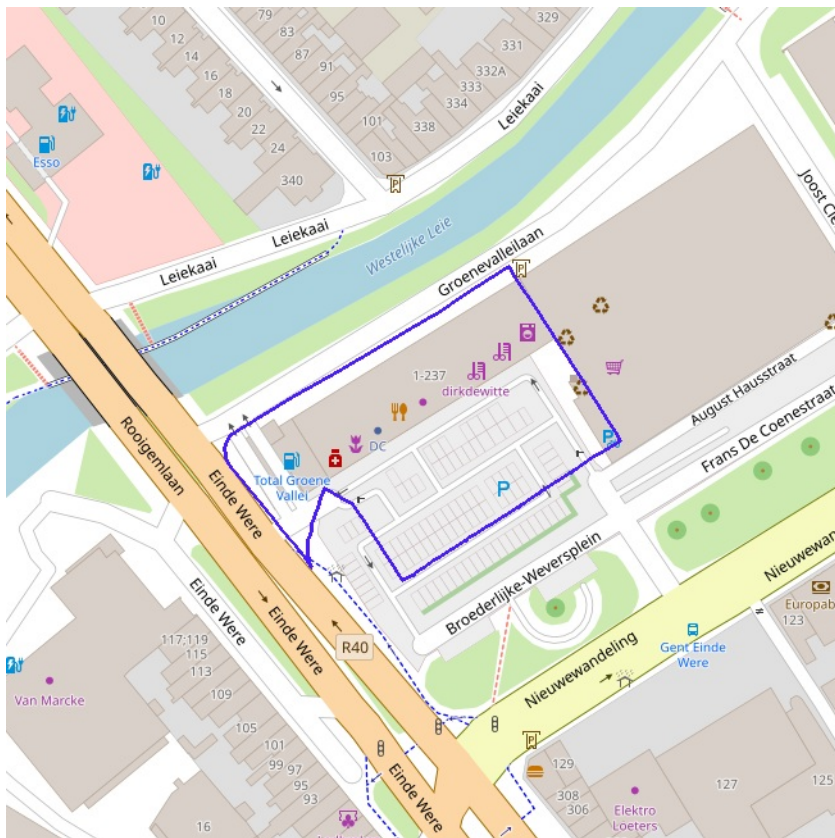 79
83
87
91
95
101
103
10
12
14
16
18
20
22
24
340
329
331
332A
333
334
338
Leiekaai
Esso
Leiekaai
Leiekaai
Westelijke Leie
Groenevalleilaan
P
P
1-237
dirkdewitte
DC
Total Groene
Vallei
P
P
August Hausstraat
Frans De Coenestraat
Rooigemlaan
Einde Were
Einde Were
Einde Were
Einde Were
Broederlijke-Weversplein
R40
Nieuwewandeling
Gent Einde
Were
123
117;119
115
113
109
105
101
99
97
95
93
16
Van Marcke
P
129
308
306
127
125
Elektro
Loeters